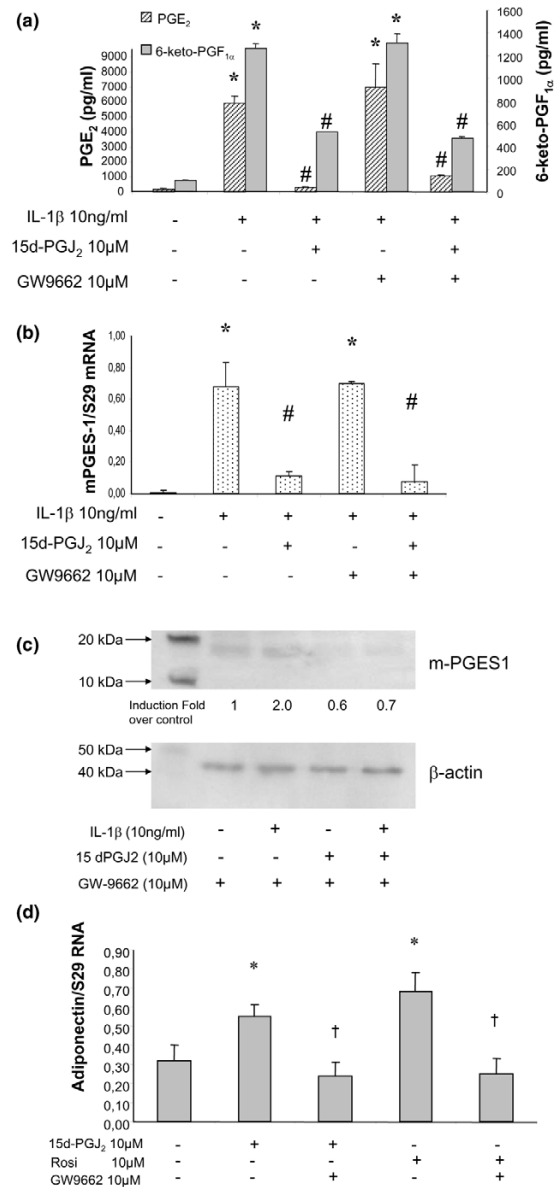 (a)
PGE2
6-keto-PGF1α
PGE2 (pg/ml)
9000
8000
7000
6000
5000
4000
3000
2000
1000
0
1600
1400
1200
1000
800
600
400
200
0
6-keto-PGF1α (pg/ml)
* * # # * * # #
IL-1β 10ng/ml - + + + +
15d-PGJ2 10μM - - + - +
GW9662 10μM - - - + +
(b)
mPGES-1/S29 mRNA
1,00
0,80
0,60
0,40
0,20
0,00
* # * #
IL-1β 10ng/ml - + + + +
15d-PGJ2 10μM - - + - +
GW9662 10μM - - - + +
(c)
20 kDa
10 kDa
m-PGES1
Induction Fold
over control
1 2.0 0.6 0.7
50 kDa
40 kDa
β-actin
IL-1β (10ng/ml) - + - +
15 dPGJ2 (10μM) - - + +
GW-9662 (10μM) + + + +
(d)
Adiponectin/S29 RNA
0,90
0,80
0,70
0,60
0,50
0,40
0,30
0,20
0,10
0,00
* † * †
15d-PGJ2 10μM - + + - -
Rosi 10μM - - - + +
GW9662 10μM - - + - +